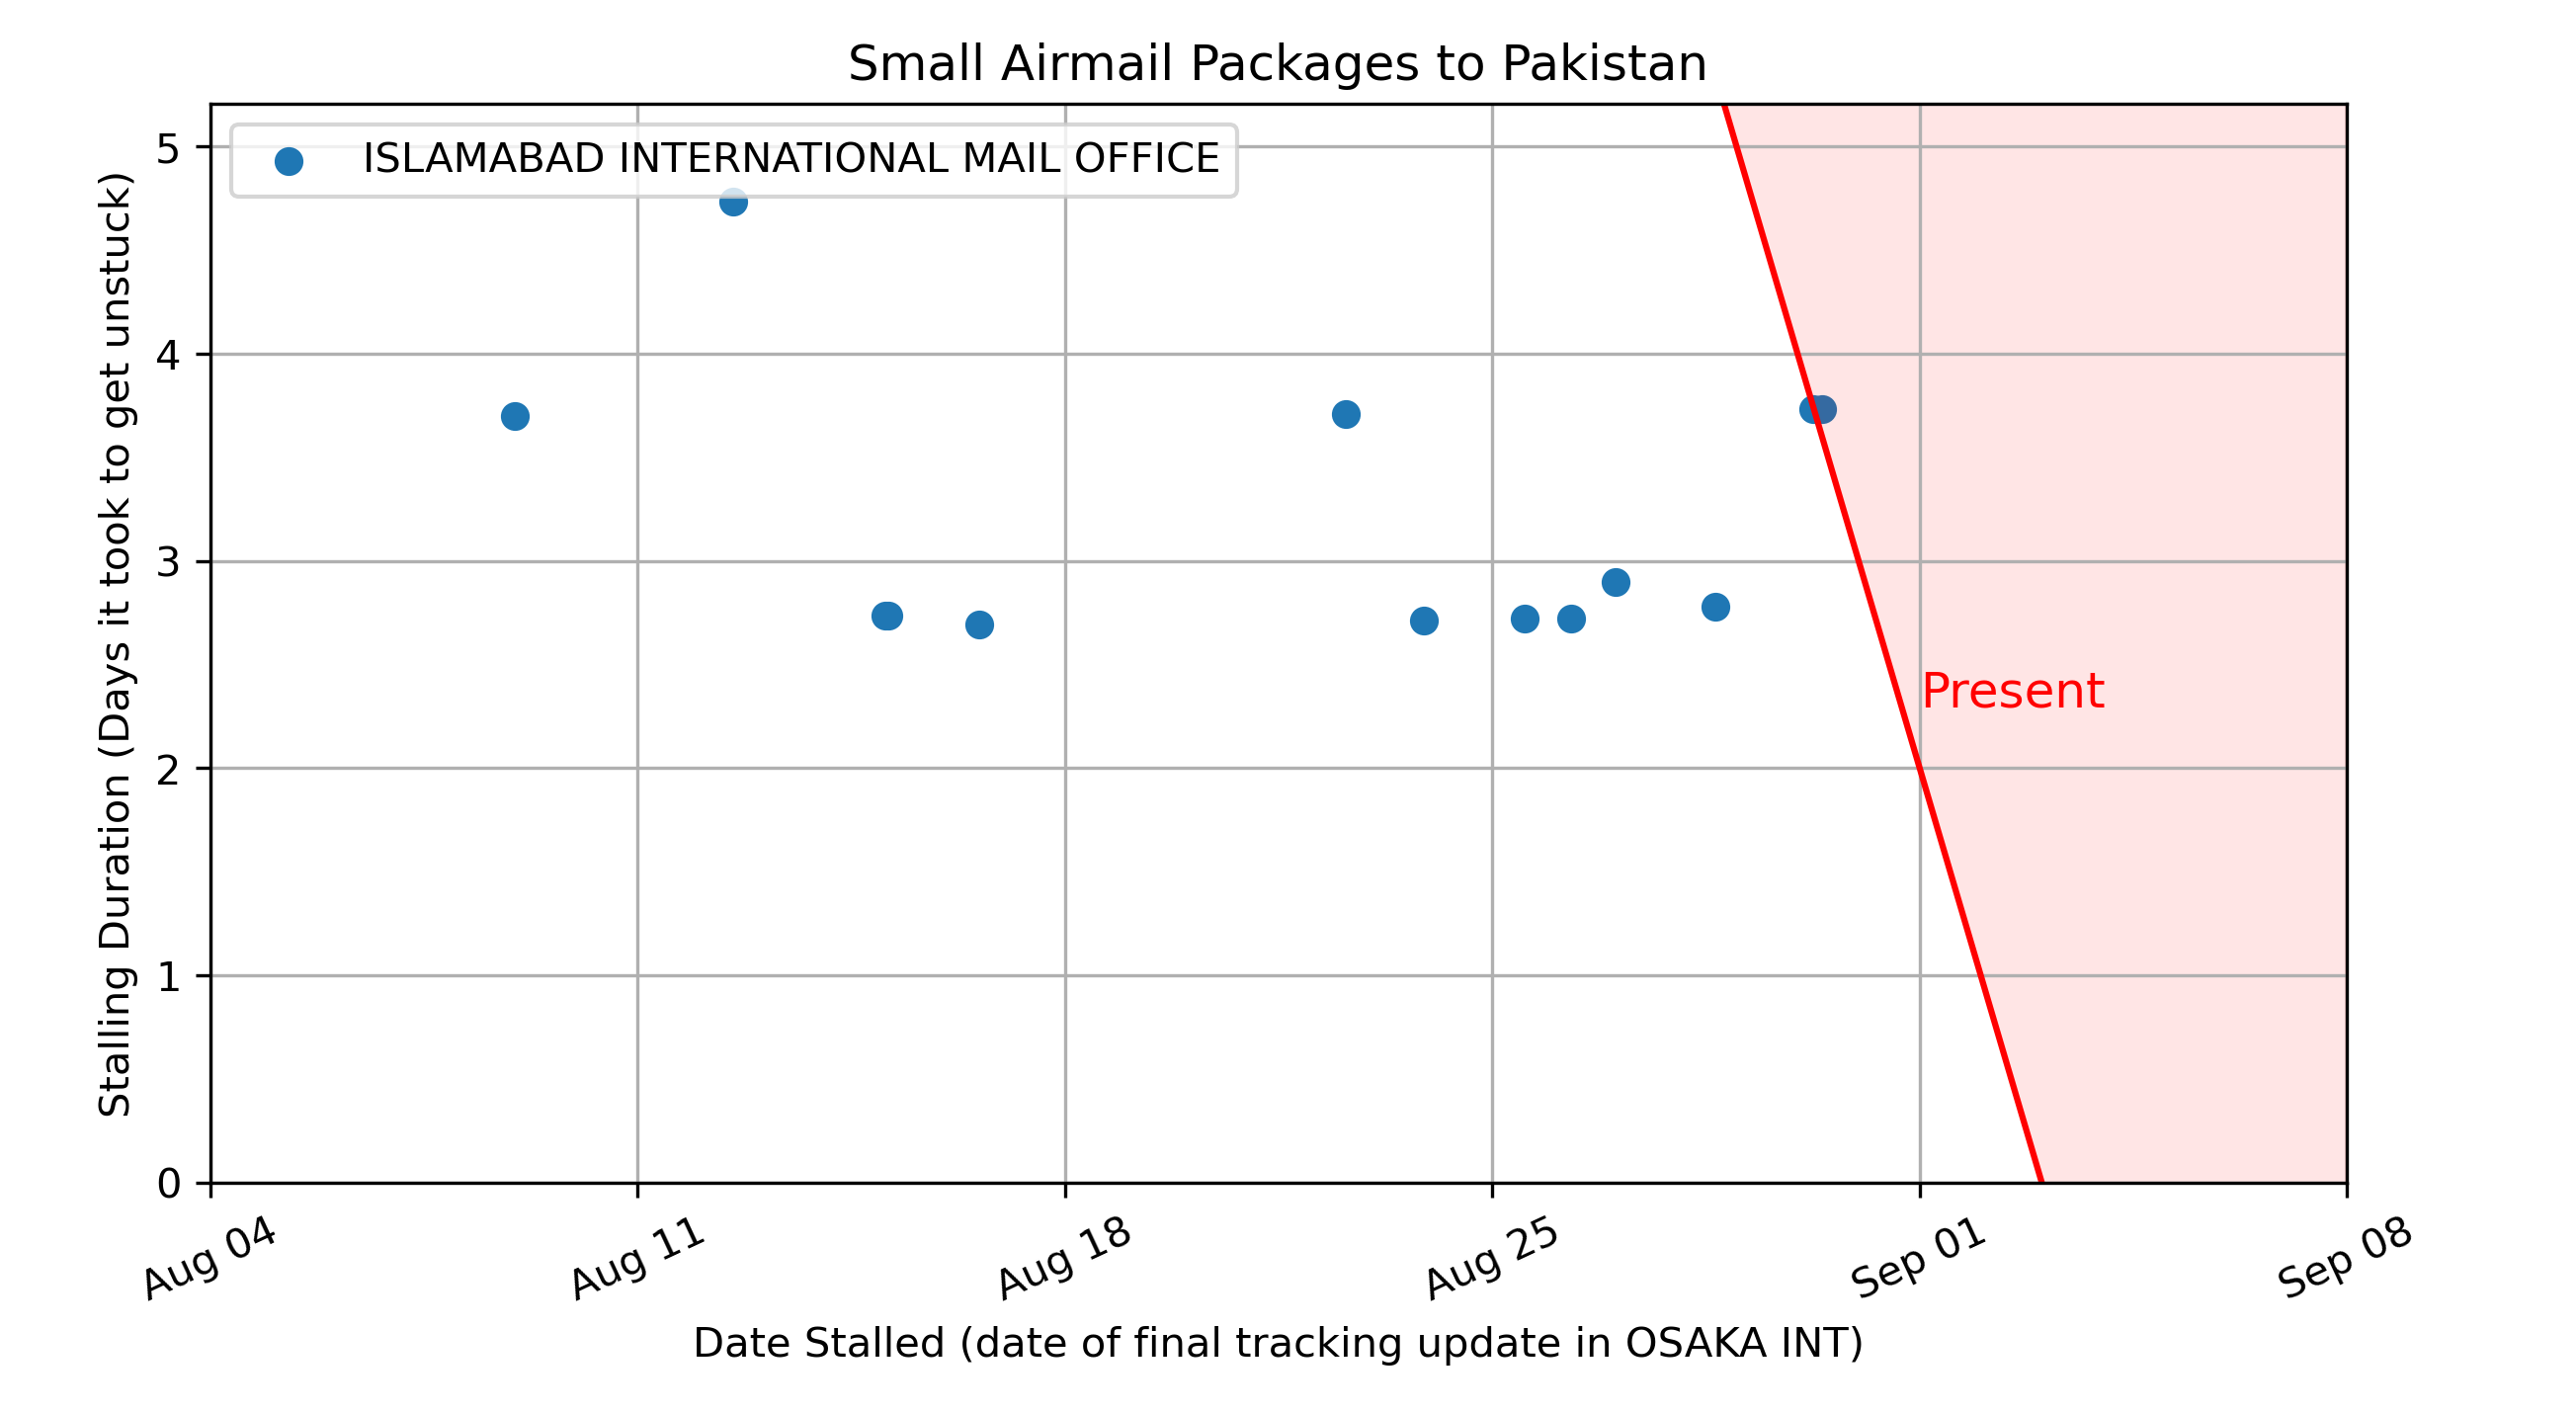 Small Airmail Packages to Pakistan
ISLAMABAD INTERNATIONAL MAIL OFFICE
Stalling Duration (Days it took to get unstuck)
5
4
3
2
1
0
Present
Aug 04
Aug 11
Aug 18
Aug 25
Sep 01
Sep 08
Date Stalled (date of final tracking update in OSAKA INT)